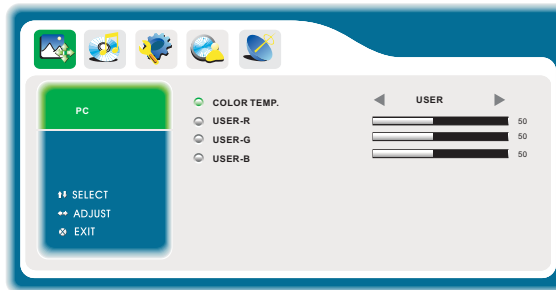 PC
SELECT
ADJUST
EXIT
COLOR TEMP. USER
USER-R 50
USER-G 50
USER-B 50